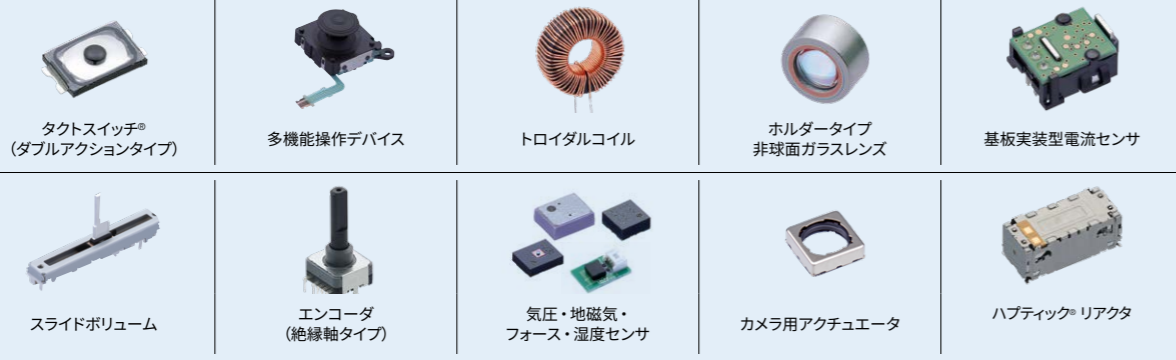 タクトスイッチ®
（ダブルアクションタイプ）
多機能操作デバイス
トロイダルコイル
ホルダータイプ
非球面ガラスレンズ
基板実装型電流センサ
スライドボリューム
エンコーダ
（絶縁軸タイプ）
気圧・地磁気・
フォース・湿度センサ
カメラ用アクチュエータ
ハプティック® リアクタ